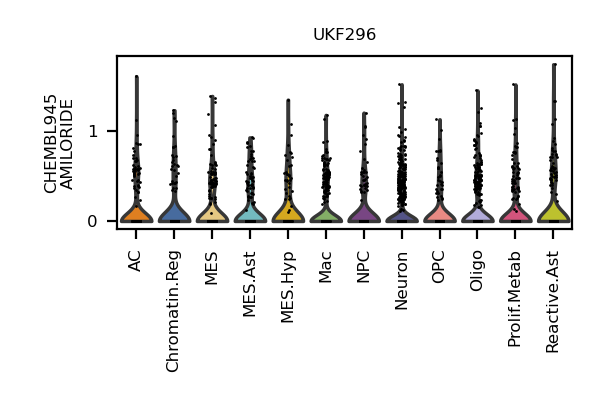 UKF296
CHEMBL945
AMILORIDE
1
0
AC
Chromatin.Reg
MES
MES.Ast
MES.Hyp
Mac
NPC
Neuron
OPC
Oligo
Prolif.Metab
Reactive.Ast